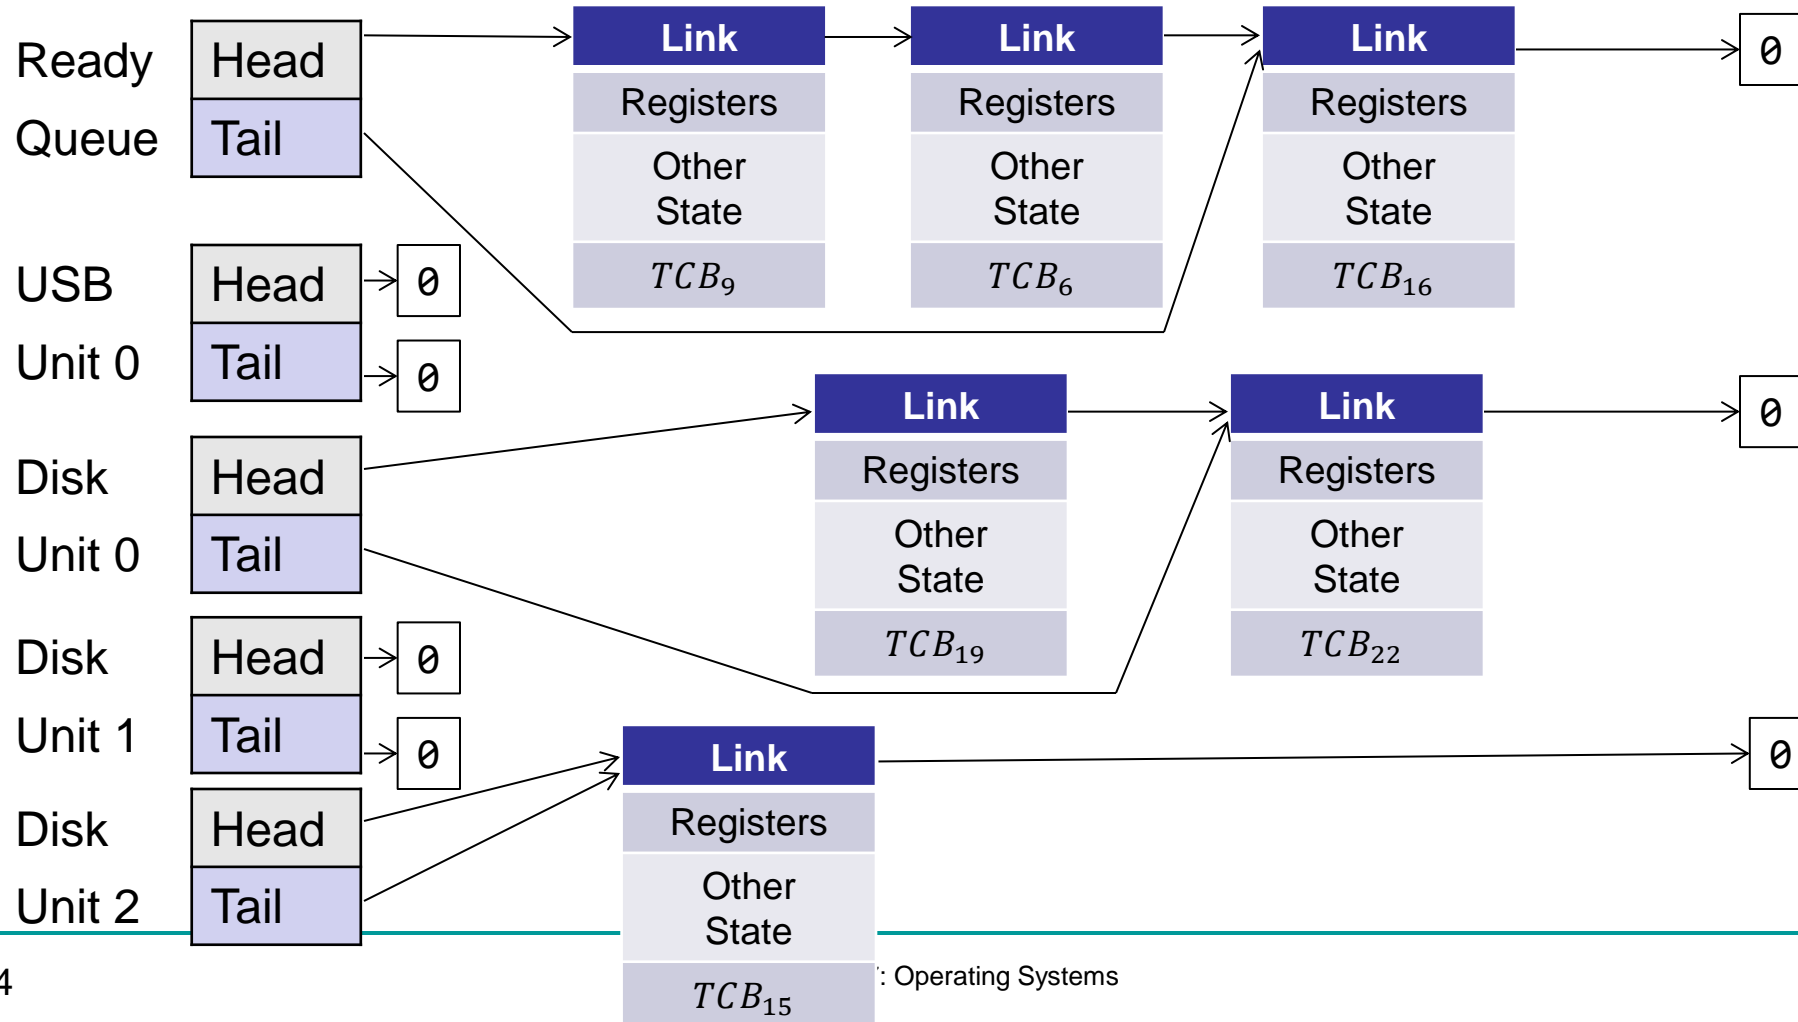 Ready
Queue
Head
Tail
Link
Registers
Other
State
TCB₉
Link
Registers
Other
State
TCB₆
Link
Registers
Other
State
TCB₁₆
0
USB
Unit 0
Head
Tail
0
0
Disk
Unit 0
Head
Tail
Link
Registers
Other
State
TCB₁₉
Link
Registers
Other
State
TCB₂₂
0
Disk
Unit 1
Head
Tail
0
0
Disk
Unit 2
Head
Tail
Link
Registers
Other
State
TCB₁₅
0
4
: Operating Systems